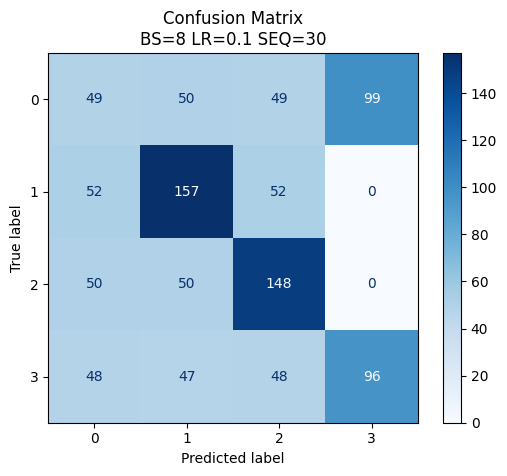 Confusion Matrix
BS=8 LR=0.1 SEQ=30
0 49 50 49 99
1 52 157 52 0
2 50 50 148 0
3 48 47 48 96
0 1 2 3
Predicted label
True label
140
120
100
80
60
40
20
0